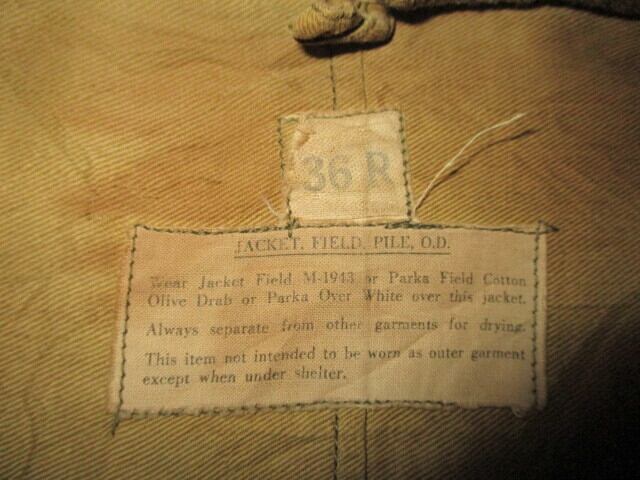 36 R
JACKET, FIELD, PILE, O.D.
Wear Jacket Field M-1943 or Parka Field Cotton
Olive Drab or Parka Over White over this jacket.
Always separate from other garments for drying.
This item not intended to be worn as outer garment
except when under shelter.